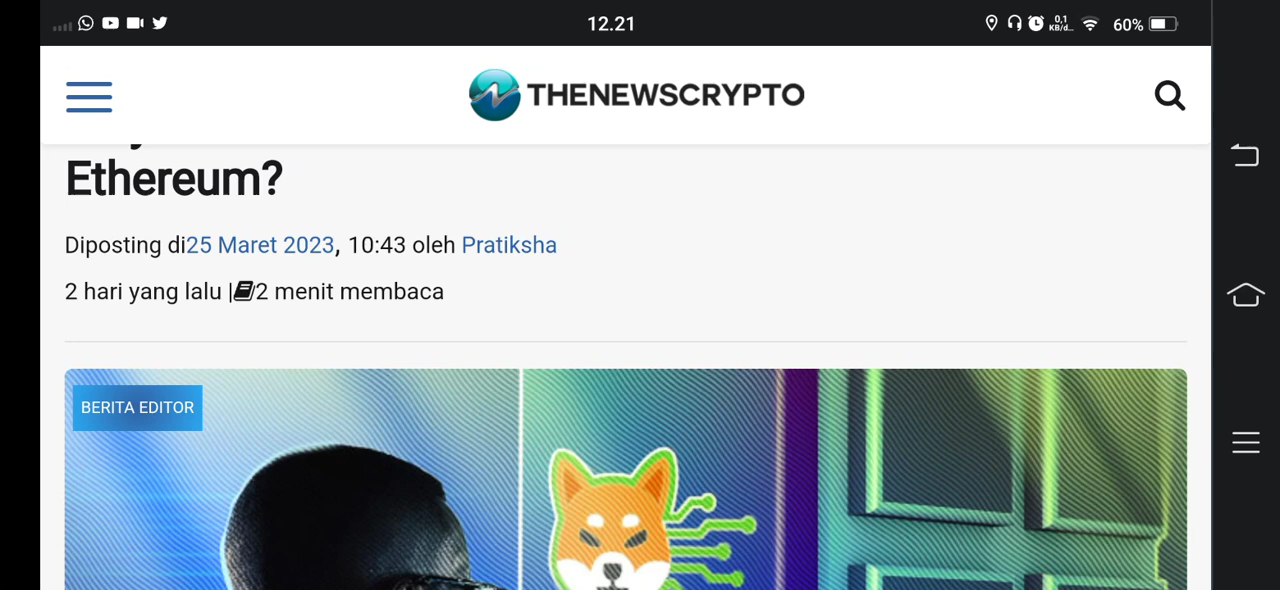 12.21
0,1
KB/d...
60%
THENEWSCRYPTO
Ethereum?
Diposting di25 Maret 2023, 10:43 oleh Pratiksha
2 hari yang lalu |2 menit membaca
BERITA EDITOR